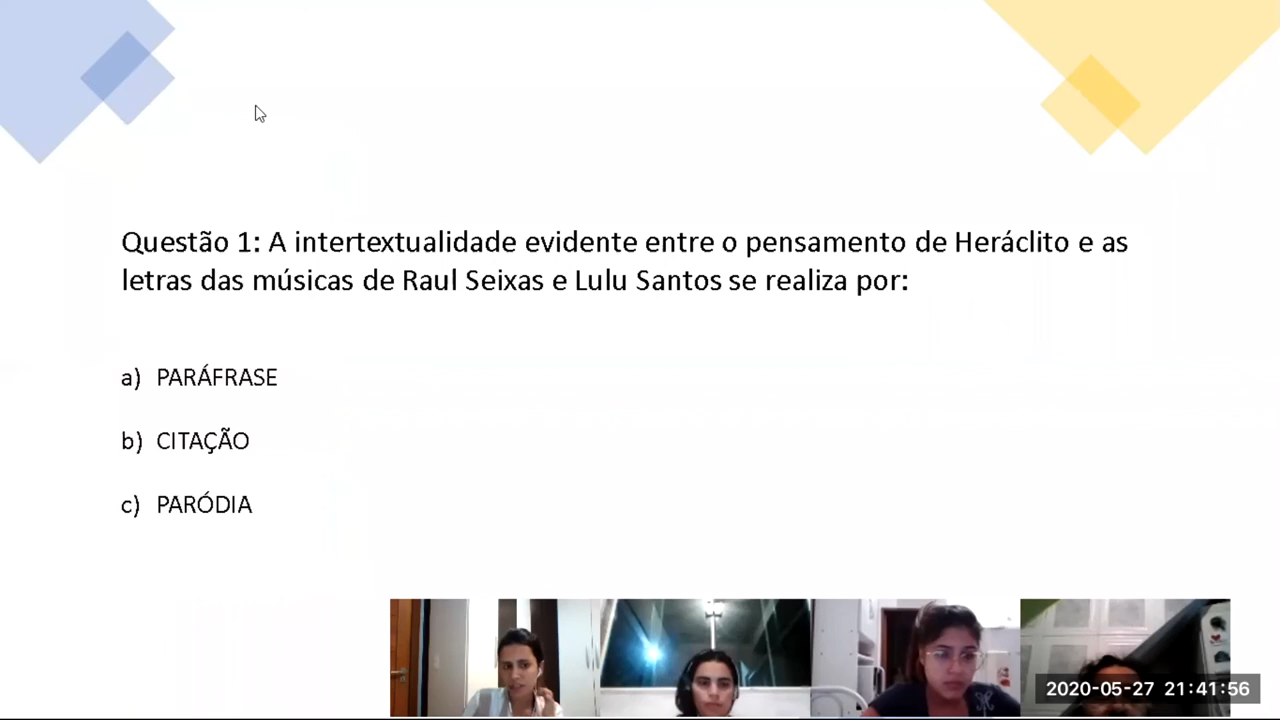 Questão 1: A intertextualidade evidente entre o pensamento de Heráclito e as
letras das músicas de Raul Seixas e Lulu Santos se realiza por:
a) PARÁFRASE
b) CITAÇÃO
c) PARÓDIA
2020-05-27 21:41:56